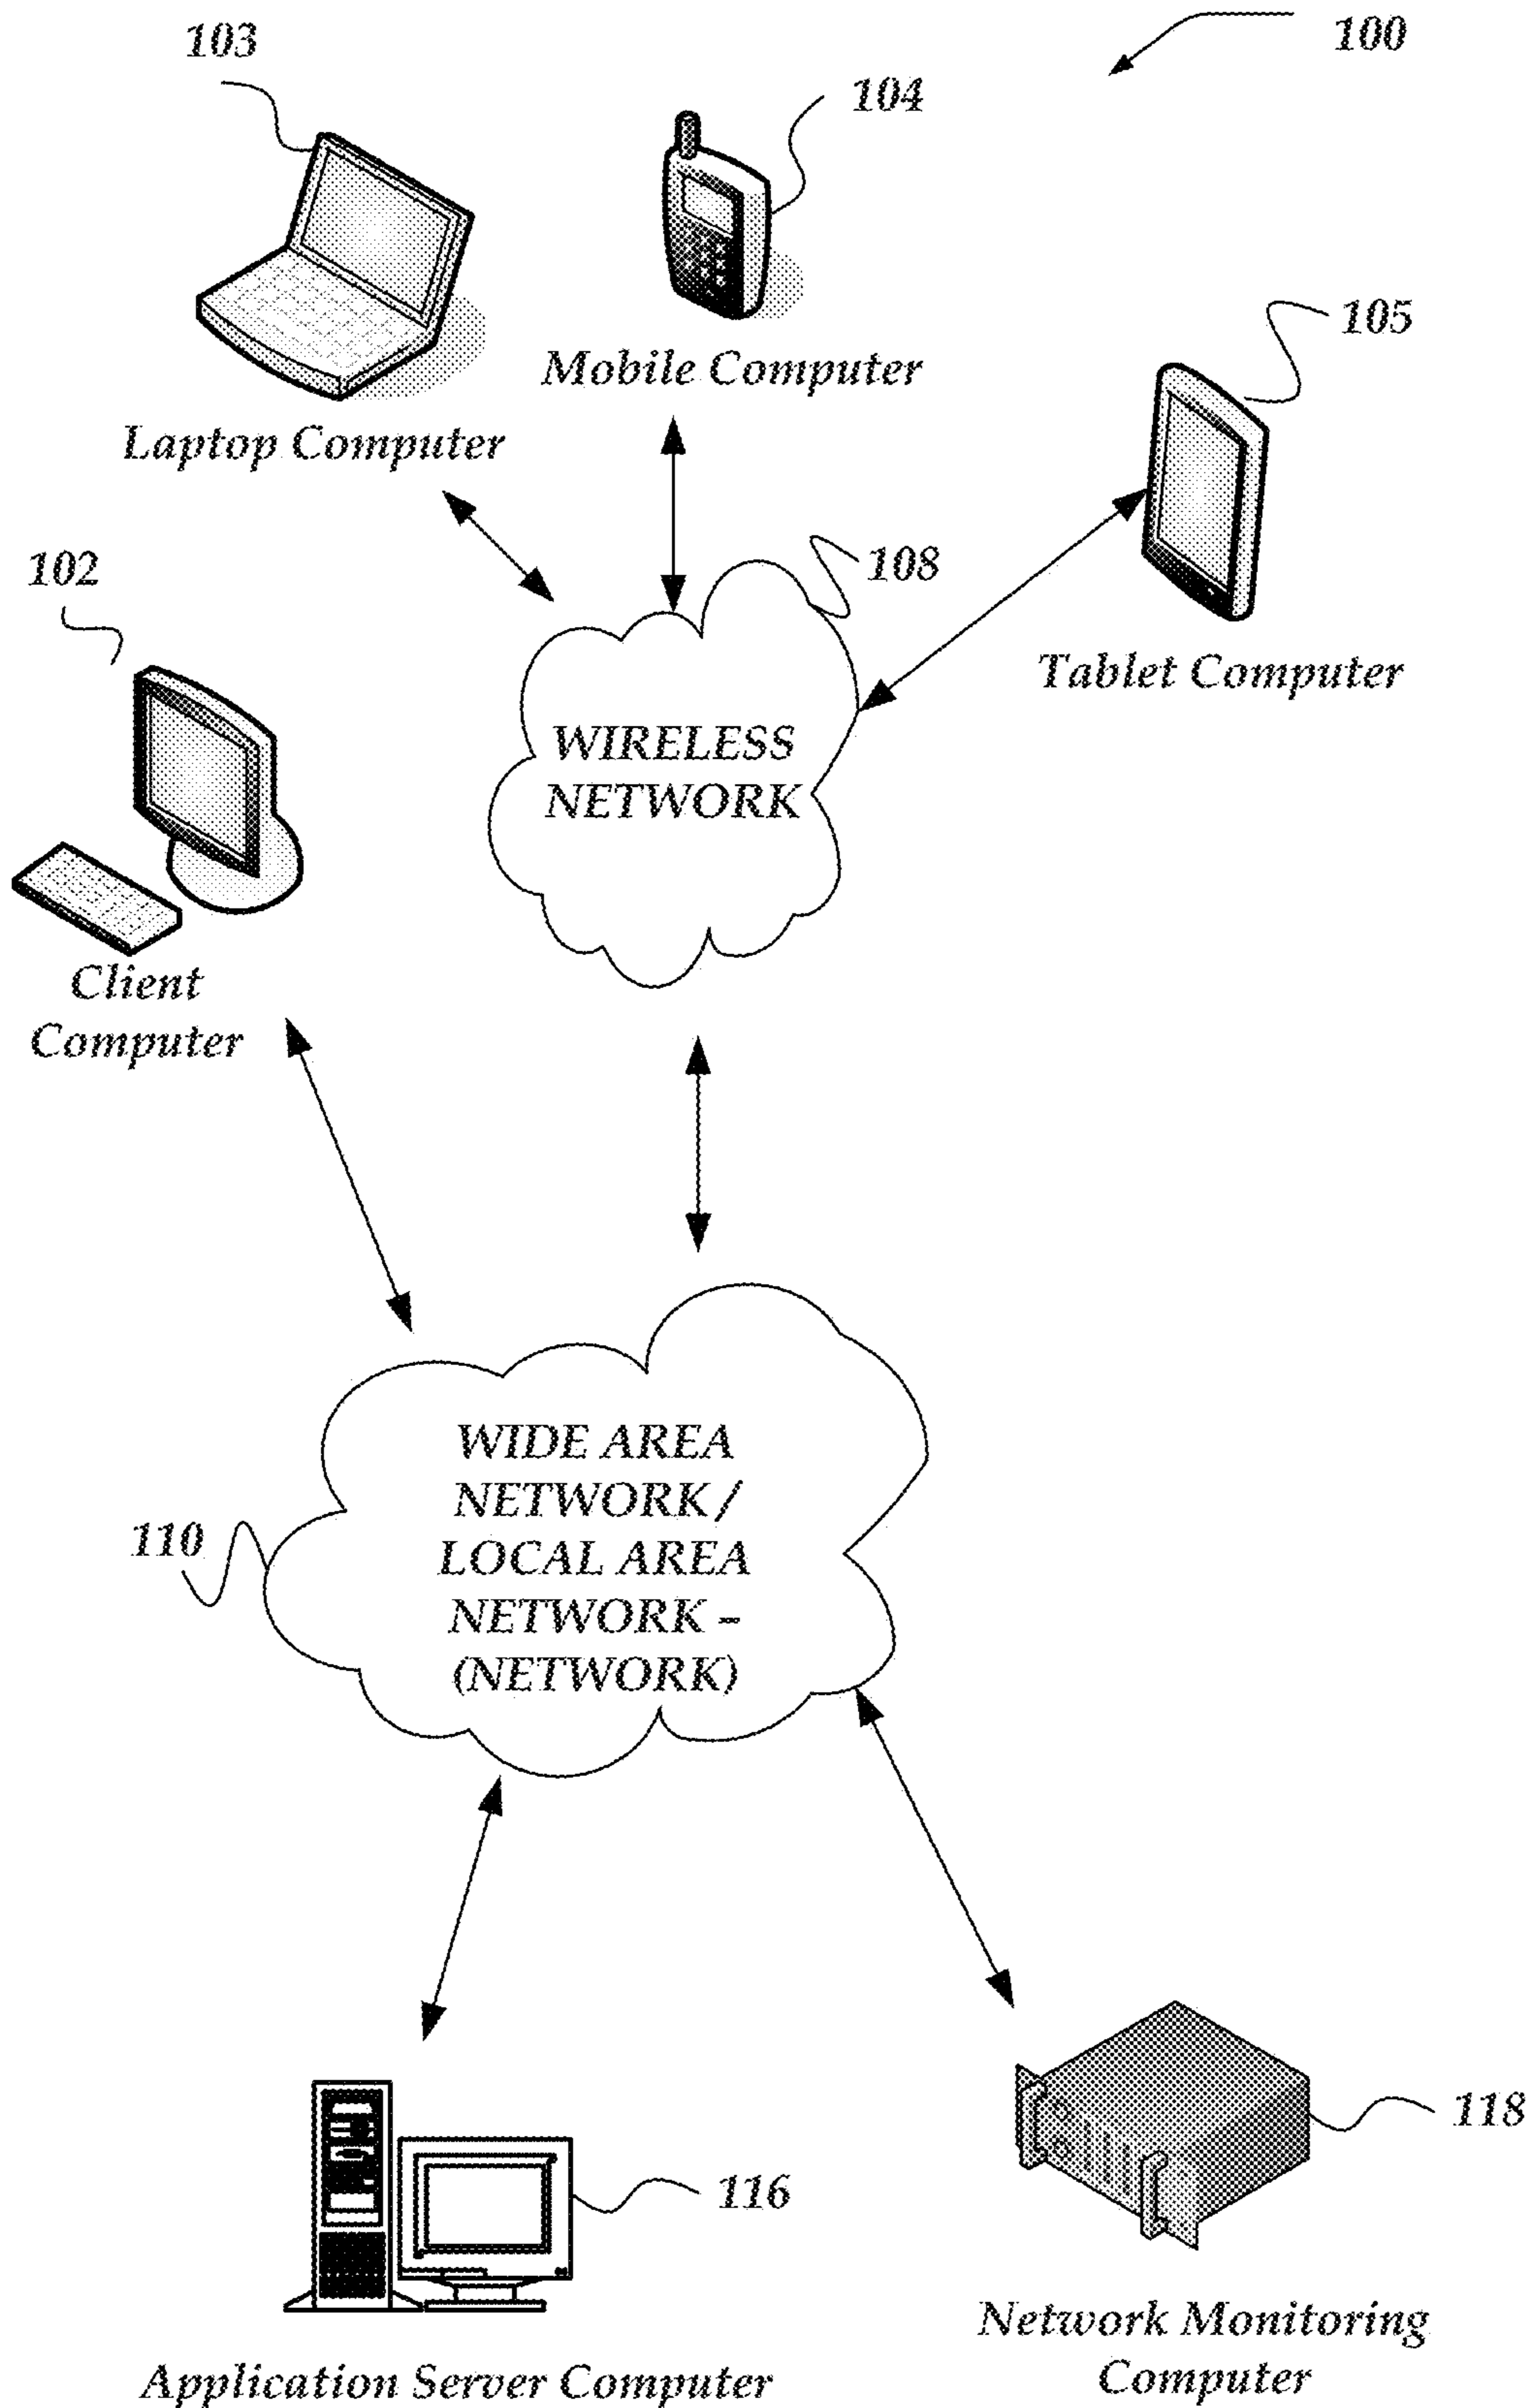 103
100
104
105
Mobile Computer
Laptop Computer
108
102
Tablet Computer
WIRELESS
NETWORK
Client
Computer
WIDE AREA
NETWORK /
LOCAL AREA
NETWORK –
(NETWORK)
110
118
116
Network Monitoring
Computer
Application Server Computer